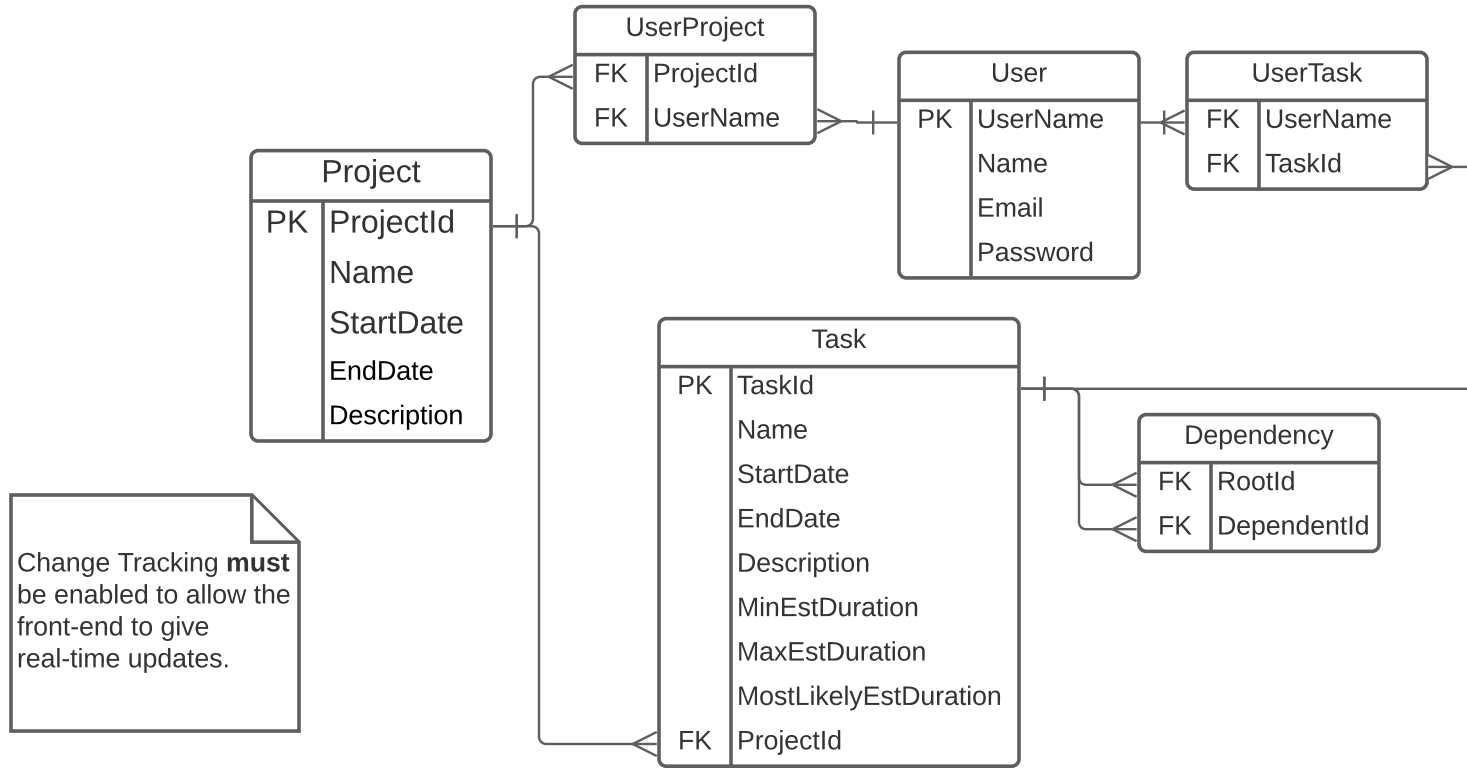 UserProject
FK ProjectId
FK UserName
User
PK UserName
Name
Email
Password
UserTask
FK UserName
FK TaskId
Project
PK ProjectId
Name
StartDate
EndDate
Description
Task
PK TaskId
Name
StartDate
EndDate
Description
MinEstDuration
MaxEstDuration
MostLikelyEstDuration
FK ProjectId
Dependency
FK RootId
FK DependentId
Change Tracking must
be enabled to allow the
front-end to give
real-time updates.